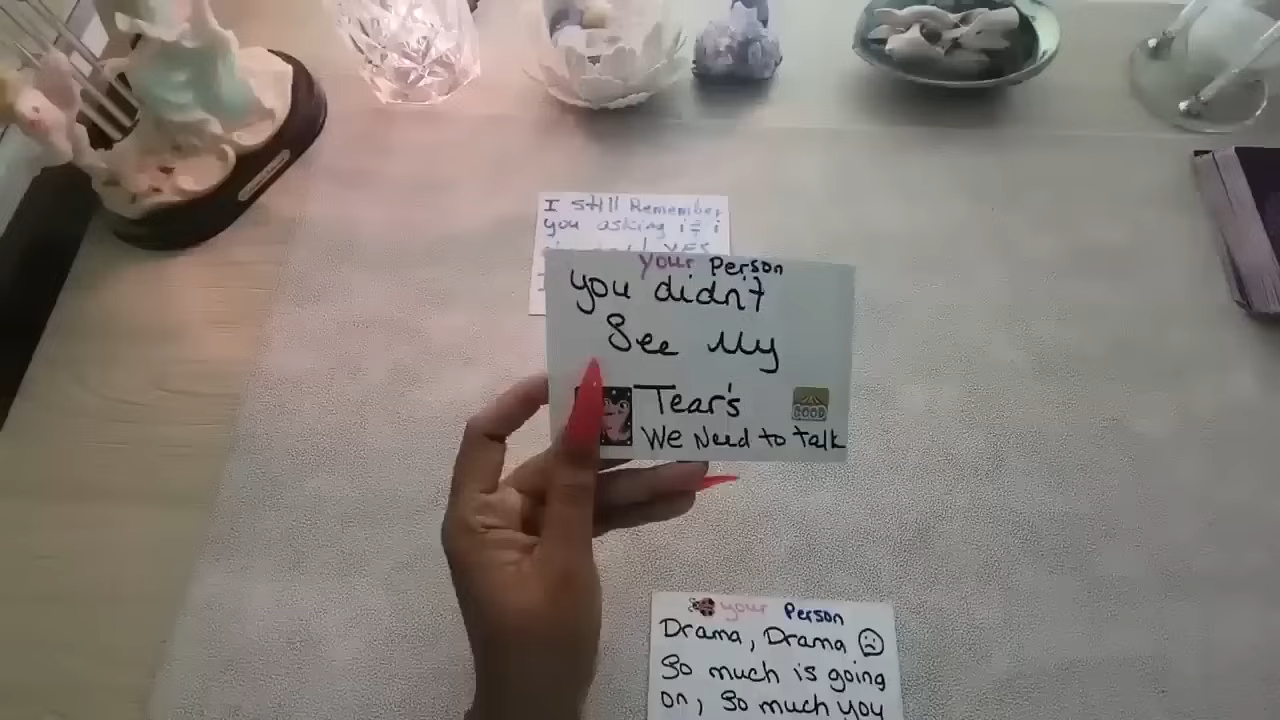 I still Remember
you asking if i
your Person
you didn't
See My
Tear's
GOOD
We Need to talk
your Person
Drama, Drama
So much is going
on, So much you